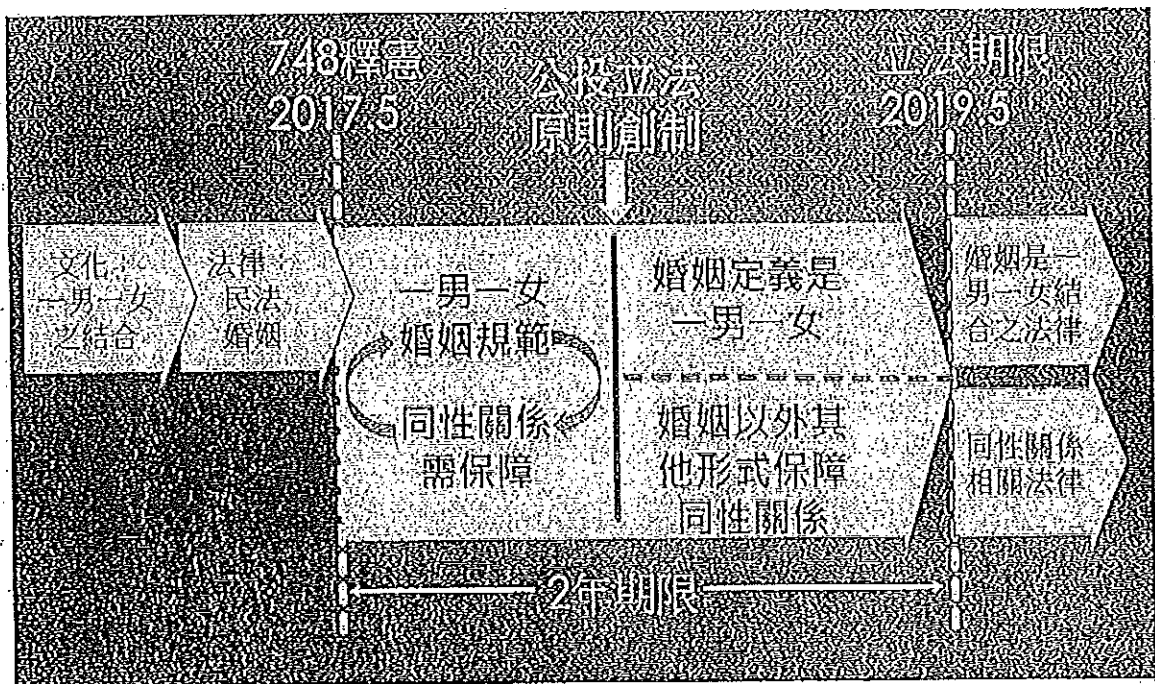 748釋憲
2017.5
公投立法
原則創制
立法期限
2019.5
文化
一男一女
之結合
法律
民法
婚姻
一男一女
婚姻規範
同性關係
需保障
婚姻定義是
一男一女
婚姻以外其
他形式保障
同性關係
婚姻是一
男一女結
合之法律
同性關係
相關法律
2年期限